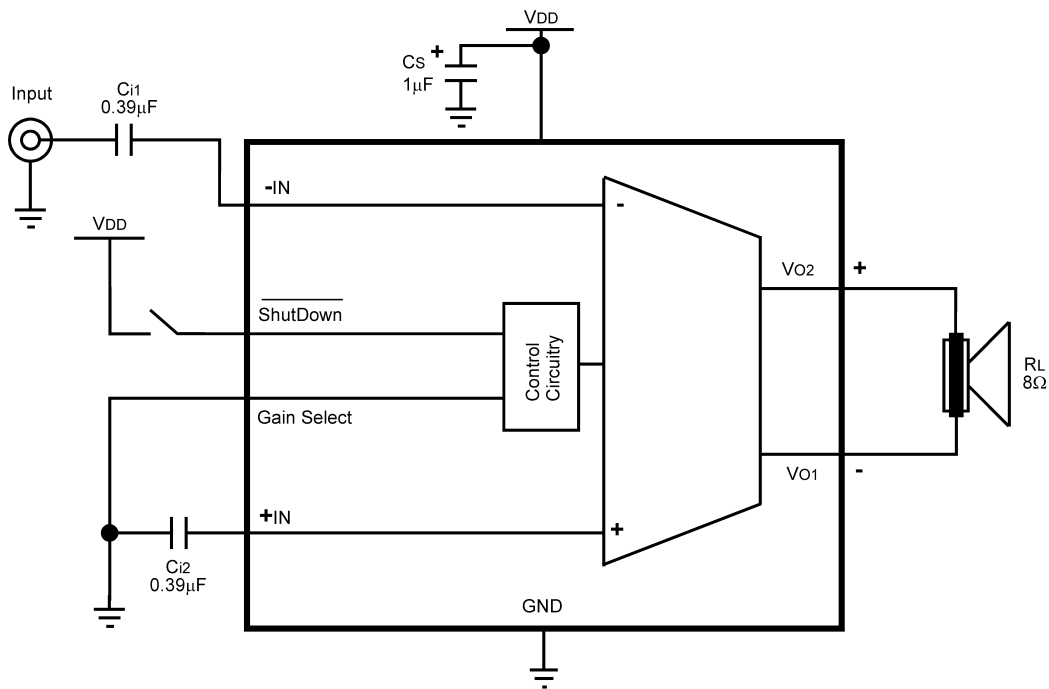 VDD
CS +
1µF
Input
Ci1
0.39µF
-IN
-
VDD
VO2 +
ShutDown
Control
Circuitry
RL
8Ω
Gain Select
VO1 -
+IN
+
Ci2
0.39µF
GND